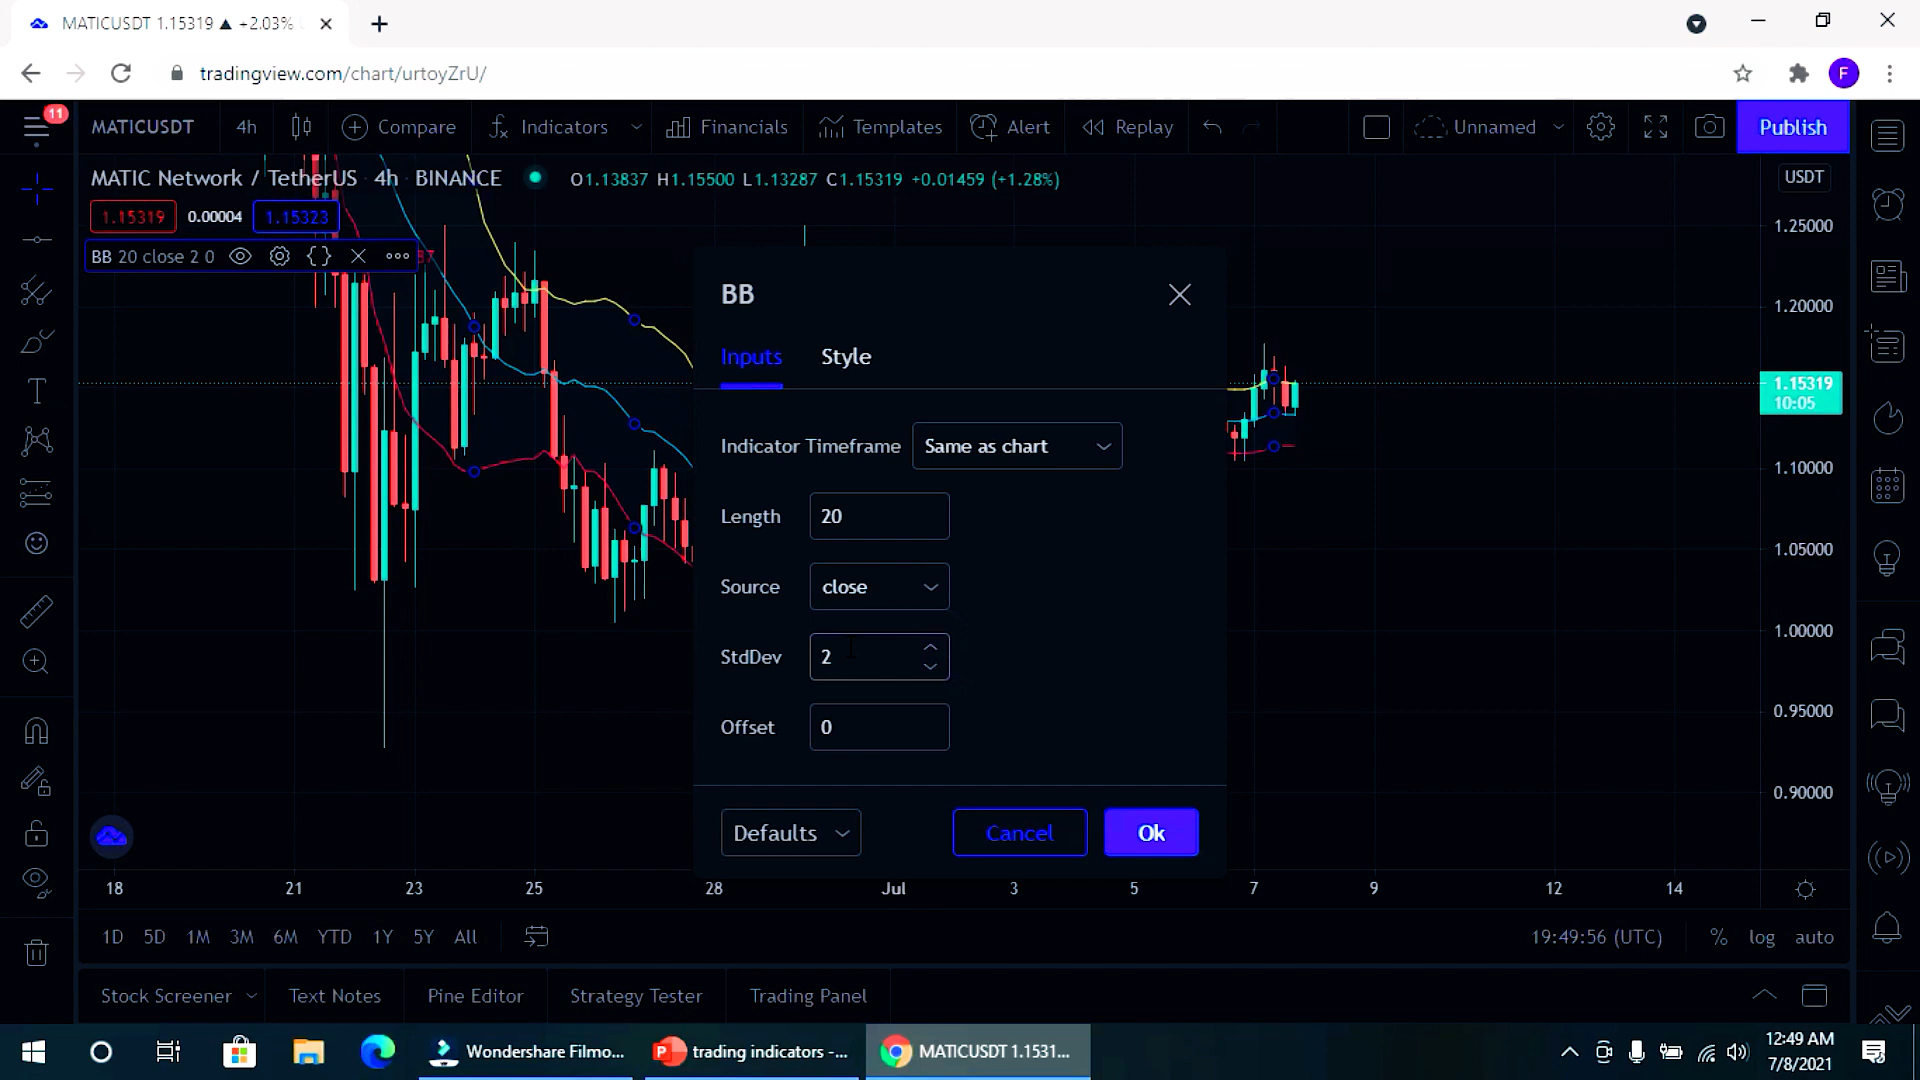 MATICUSDT 1.15319 ▲ +2.03%
tradingview.com/chart/urtoyZrU/
F
11
MATICUSDT 4h Compare Indicators Financials Templates Alert Replay Unnamed Publish
MATIC Network / TetherUS 4h BINANCE O1.13837 H1.15500 L1.13287 C1.15319 +0.01459 (+1.28%)
USDT
1.15319 0.00004 1.15323
BB 20 close 2 0
1.25000
1.20000
1.15319
10:05
1.10000
1.05000
1.00000
0.95000
0.90000
BB
Inputs Style
Indicator Timeframe Same as chart
Length 20
Source close
StdDev 2
Offset 0
Defaults Cancel Ok
18 21 23 25 28 Jul 3 5 7 9 12 14
1D 5D 1M 3M 6M YTD 1Y 5Y All 19:49:56 (UTC) % log auto
Stock Screener Text Notes Pine Editor Strategy Tester Trading Panel
Wondershare Filmo... trading indicators -... MATICUSDT 1.1531...
12:49 AM
7/8/2021